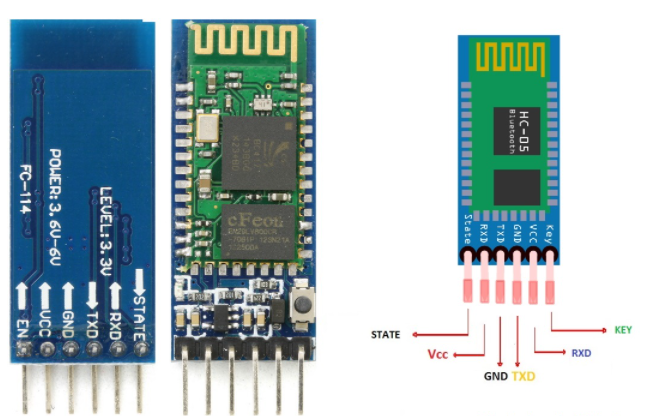 FC-114
POWER:3.6V-6V
LEVEL:3.3V
EN
VCC
GND
TXD
RXD
STATE
cFeon
HC-05
Bluetooth
State
RXD
TXD
GND
VCC
Key
STATE
Vcc
GND
TXD
RXD
KEY